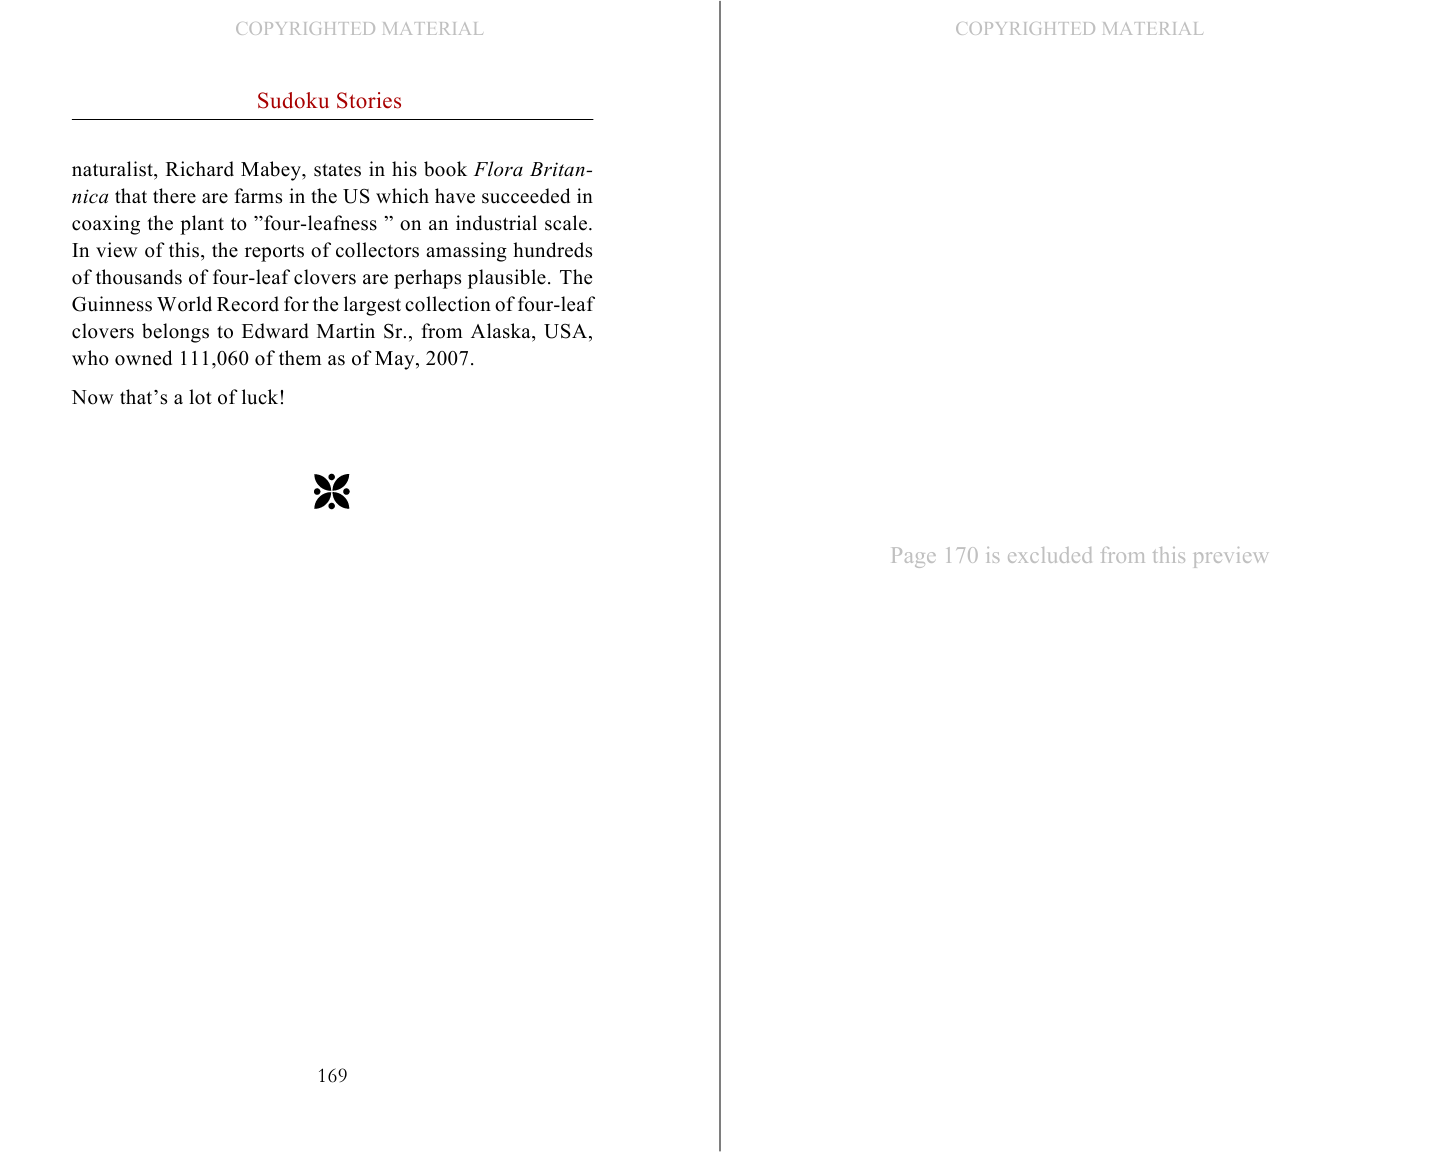 COPYRIGHTED MATERIAL
Sudoku Stories
naturalist, Richard Mabey, states in his book Flora Britan-
nica that there are farms in the US which have succeeded in
coaxing the plant to ”four-leafness ” on an industrial scale.
In view of this, the reports of collectors amassing hundreds
of thousands of four-leaf clovers are perhaps plausible. The
Guinness World Record for the largest collection of four-leaf
clovers belongs to Edward Martin Sr., from Alaska, USA,
who owned 111,060 of them as of May, 2007.
Now that’s a lot of luck!
169
COPYRIGHTED MATERIAL
Page 170 is excluded from this preview